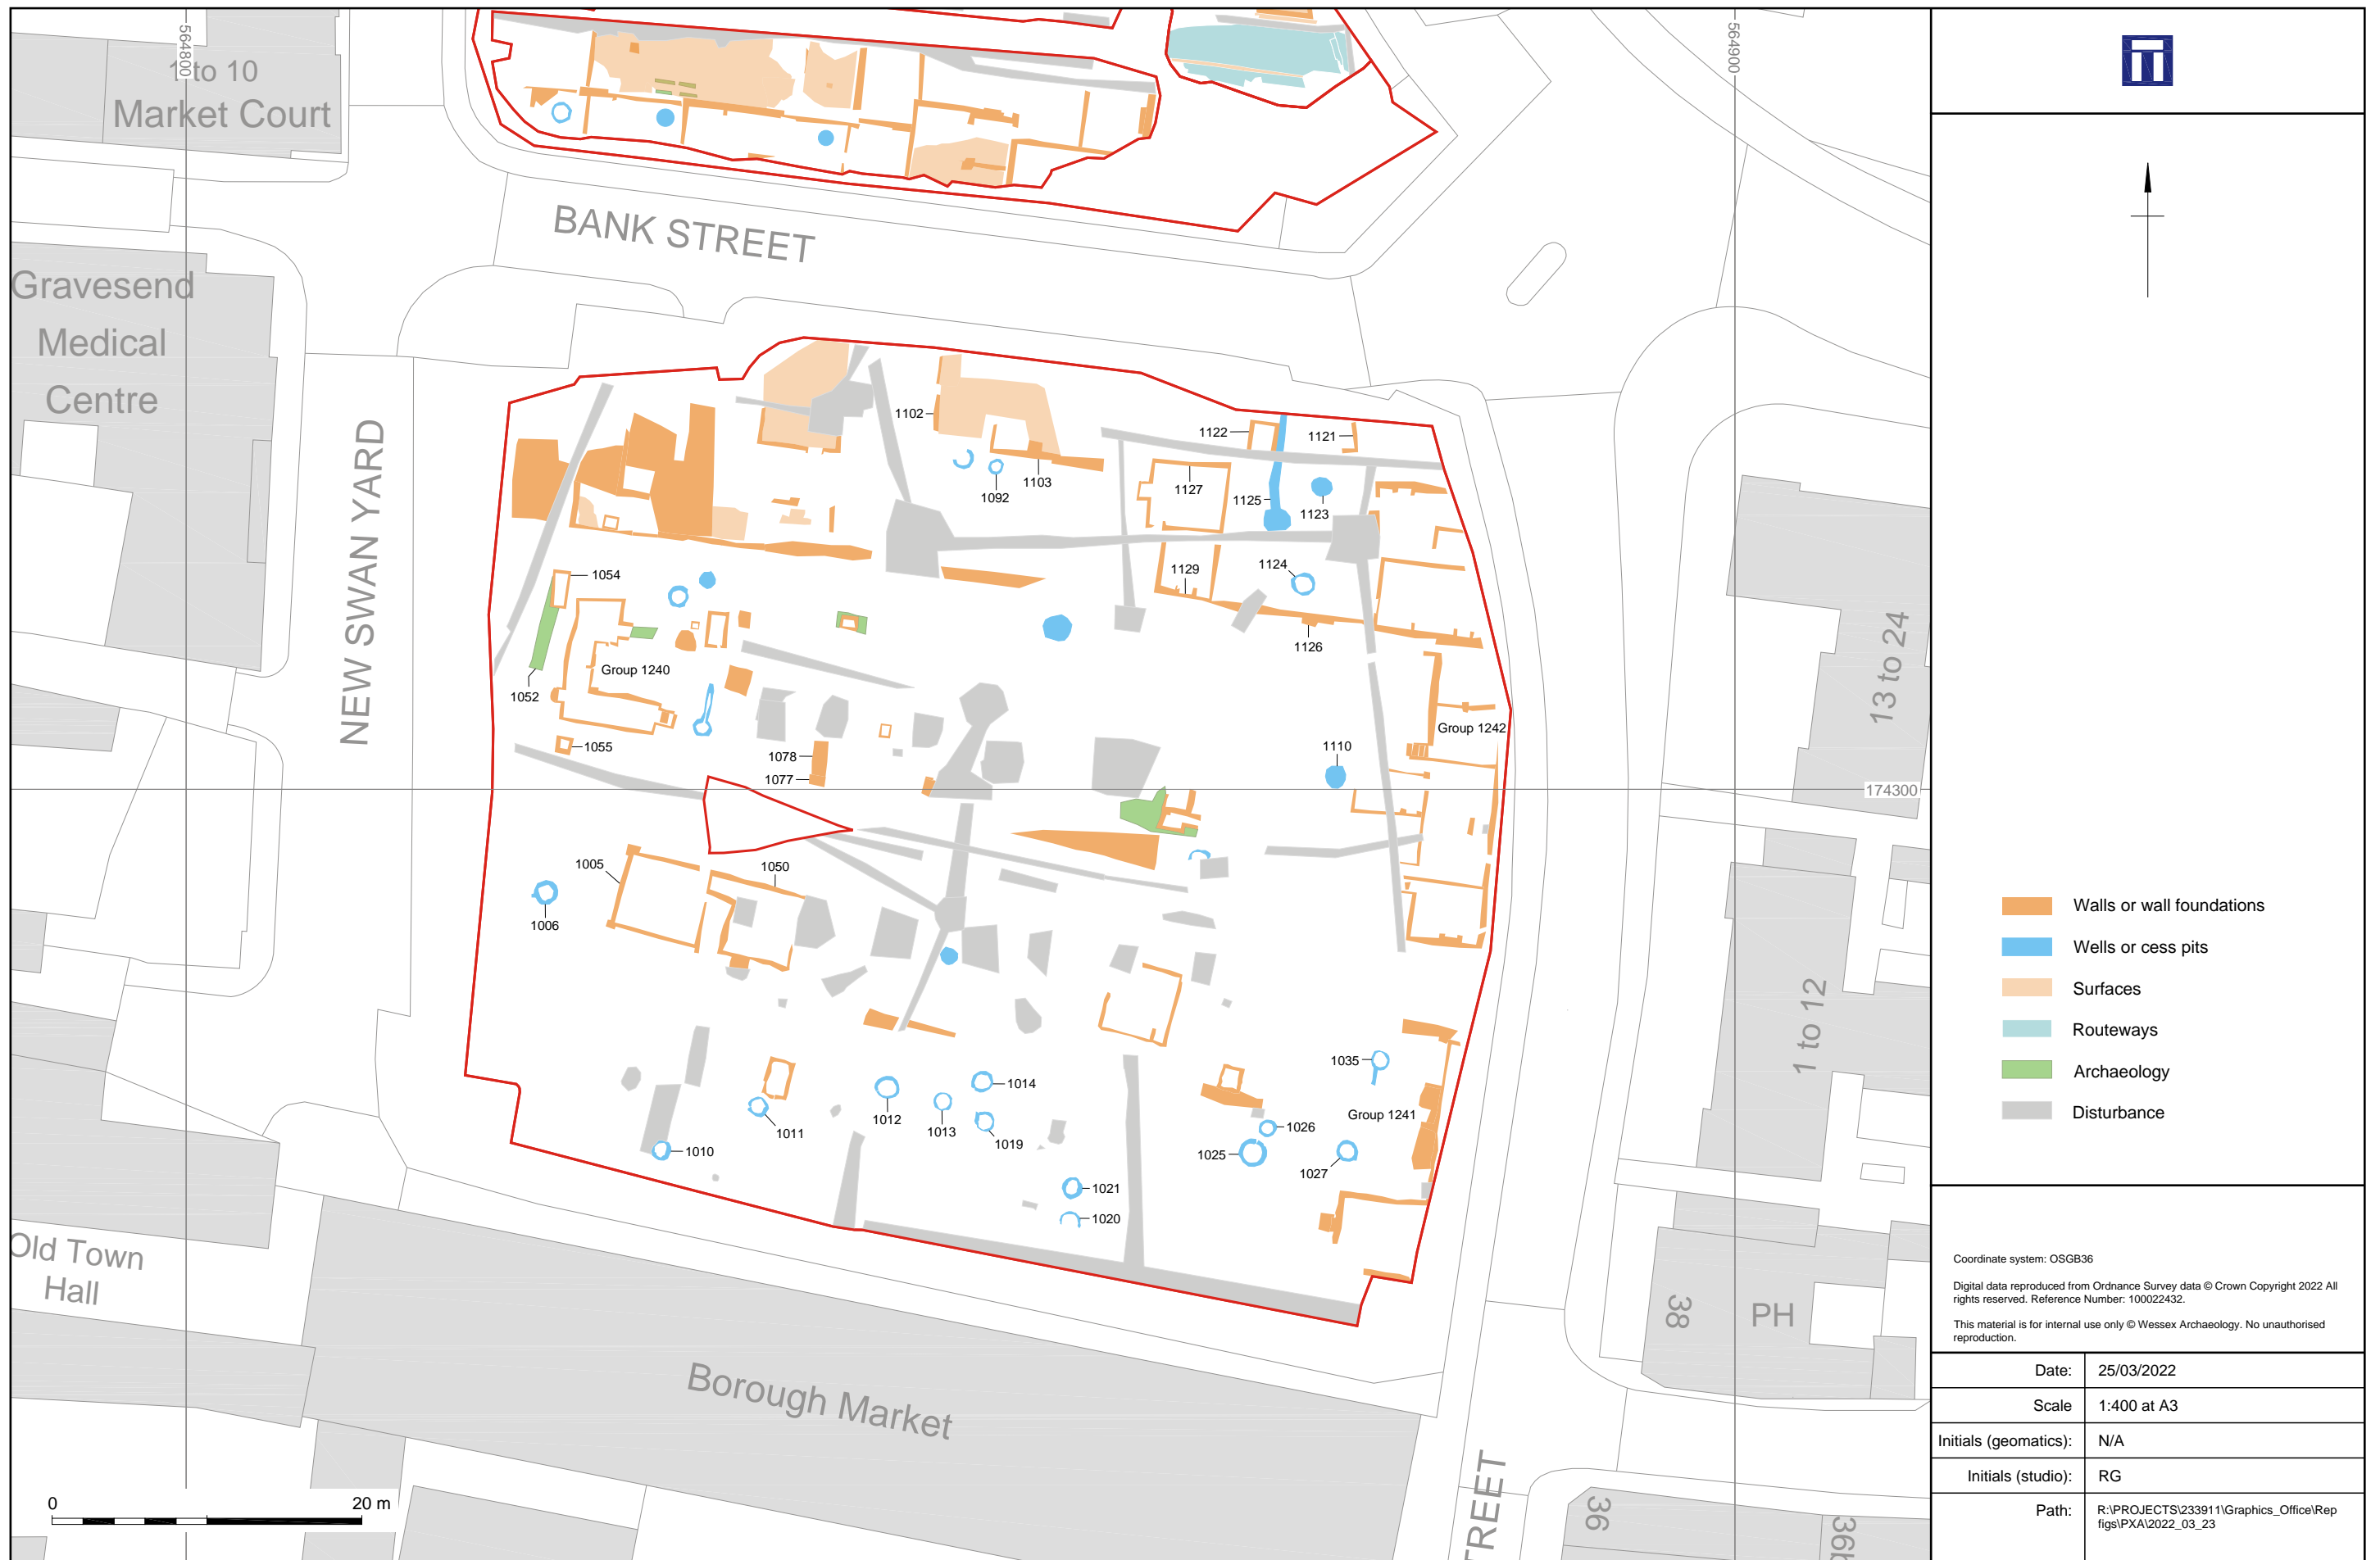 564800
564900
1 to 10
Market Court
BANK STREET
Gravesend
Medical
Centre
NEW SWAN YARD
1102
1122
1121
1092
1103
1127
1125
1123
1054
1129
1124
1126
Group 1240
1052
13 to 24
Group 1242
1055
1078
1077
1110
174300
1005
1050
1006
1 to 12
1035
1014
1012
1013
1011
1019
1010
Group 1241
1026
1025
1027
1021
1020
Old Town
Hall
38
PH
Borough Market
TREET
36
0
20 m
Walls or wall foundations
Wells or cess pits
Surfaces
Routeways
Archaeology
Disturbance
Coordinate system: OSGB36
Digital data reproduced from Ordnance Survey data © Crown Copyright 2022 All
rights reserved. Reference Number: 100022432.
This material is for internal use only © Wessex Archaeology. No unauthorised
reproduction.
Date: 25/03/2022
Scale 1:400 at A3
Initials (geomatics): N/A
Initials (studio): RG
Path: R:\PROJECTS\233911\Graphics_Office\Rep
figs\PXA\2022_03_23